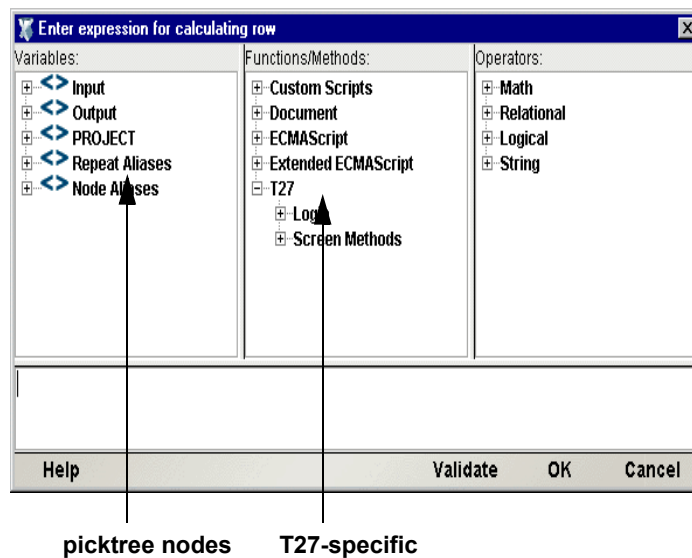 Enter expression for calculating row
Variables:
Input
Output
PROJECT
Repeat Aliases
Node Aliases
Functions/Methods:
Custom Scripts
Document
ECMAScript
Extended ECMAScript
T27
Login
Screen Methods
Operators:
Math
Relational
Logical
String
Help Validate OK Cancel
picktree nodes T27-specific